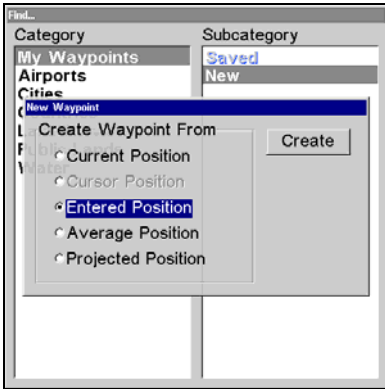 Find...
Category
Subcategory
My Waypoints
Airports
Cities
Saved
New
New Waypoint
Create Waypoint From
Current Position
Cursor Position
Entered Position
Average Position
Projected Position
Create
Water